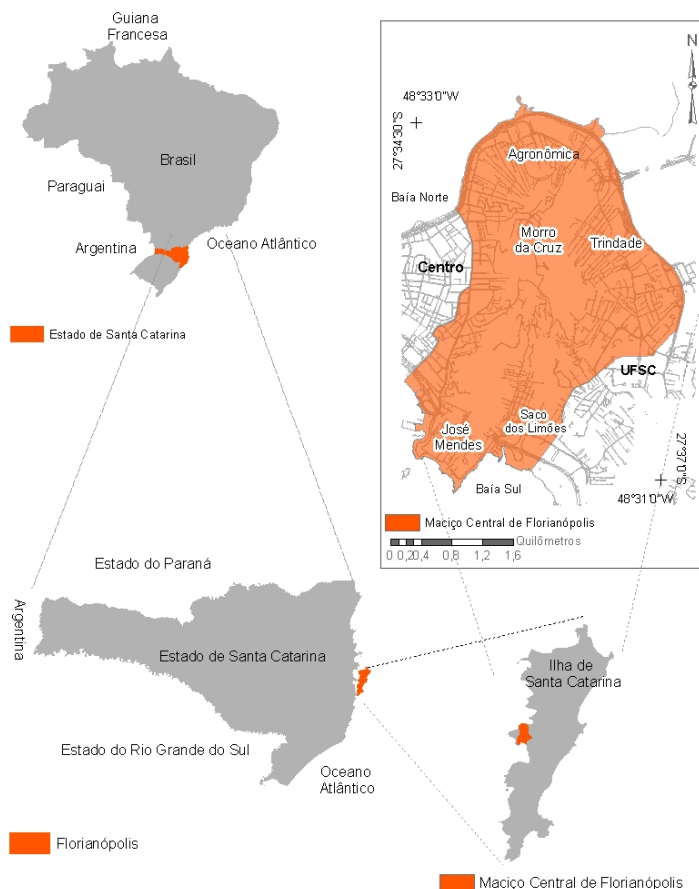 Guiana
Francesa
Brasil
Paraguai
Argentina
Oceano Atlântico
Estado de Santa Catarina
N
48°33'0"W
27°34'30"S
Agronômica
Baía Norte
Morro
da Cruz
Trindade
Centro
UFSC
Saco
dos Limões
José
Mendes
27°37'0"S
Baía Sul
48°31'0"W
Maciço Central de Florianópolis
Quilômetros
0 0,20,4 0,8 1,2 1,6
Estado do Paraná
Argentina
Estado de Santa Catarina
Estado do Rio Grande do Sul
Oceano
Atlântico
Florianópolis
Ilha de
Santa Catarina
Maciço Central de Florianópolis